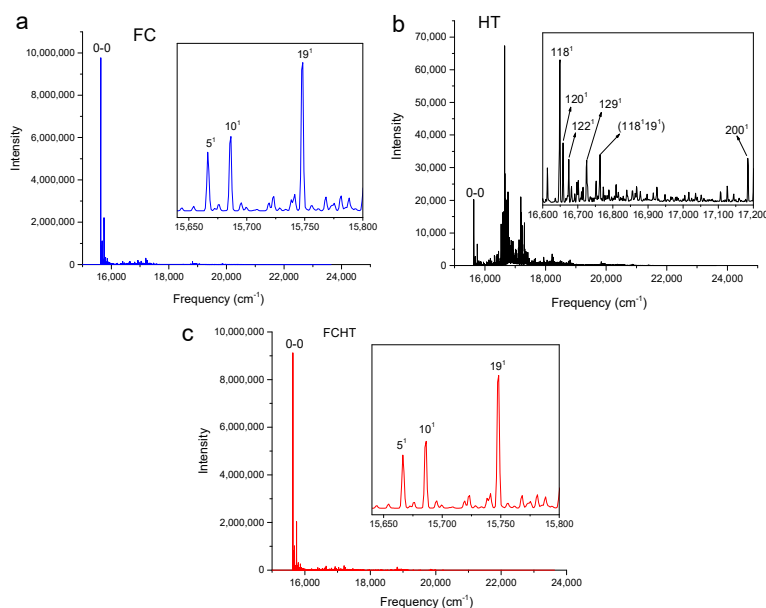 a
FC
0-0
10,000,000
8,000,000
6,000,000
4,000,000
2,000,000
0
Intensity
16,000 18,000 20,000 22,000 24,000
Frequency (cm⁻¹)
5¹
10¹
19¹
15,650 15,700 15,750 15,800
b
HT
0-0
70,000
60,000
50,000
40,000
30,000
20,000
10,000
0
Intensity
16,000 18,000 20,000 22,000 24,000
Frequency (cm⁻¹)
118¹
120¹
122¹
129¹
(118¹19¹)
200¹
16,600 16,700 16,800 16,900 17,000 17,100 17,200
c
FCHT
0-0
10,000,000
8,000,000
6,000,000
4,000,000
2,000,000
0
Intensity
16,000 18,000 20,000 22,000 24,000
Frequency (cm⁻¹)
5¹
10¹
19¹
15,650 15,700 15,750 15,800